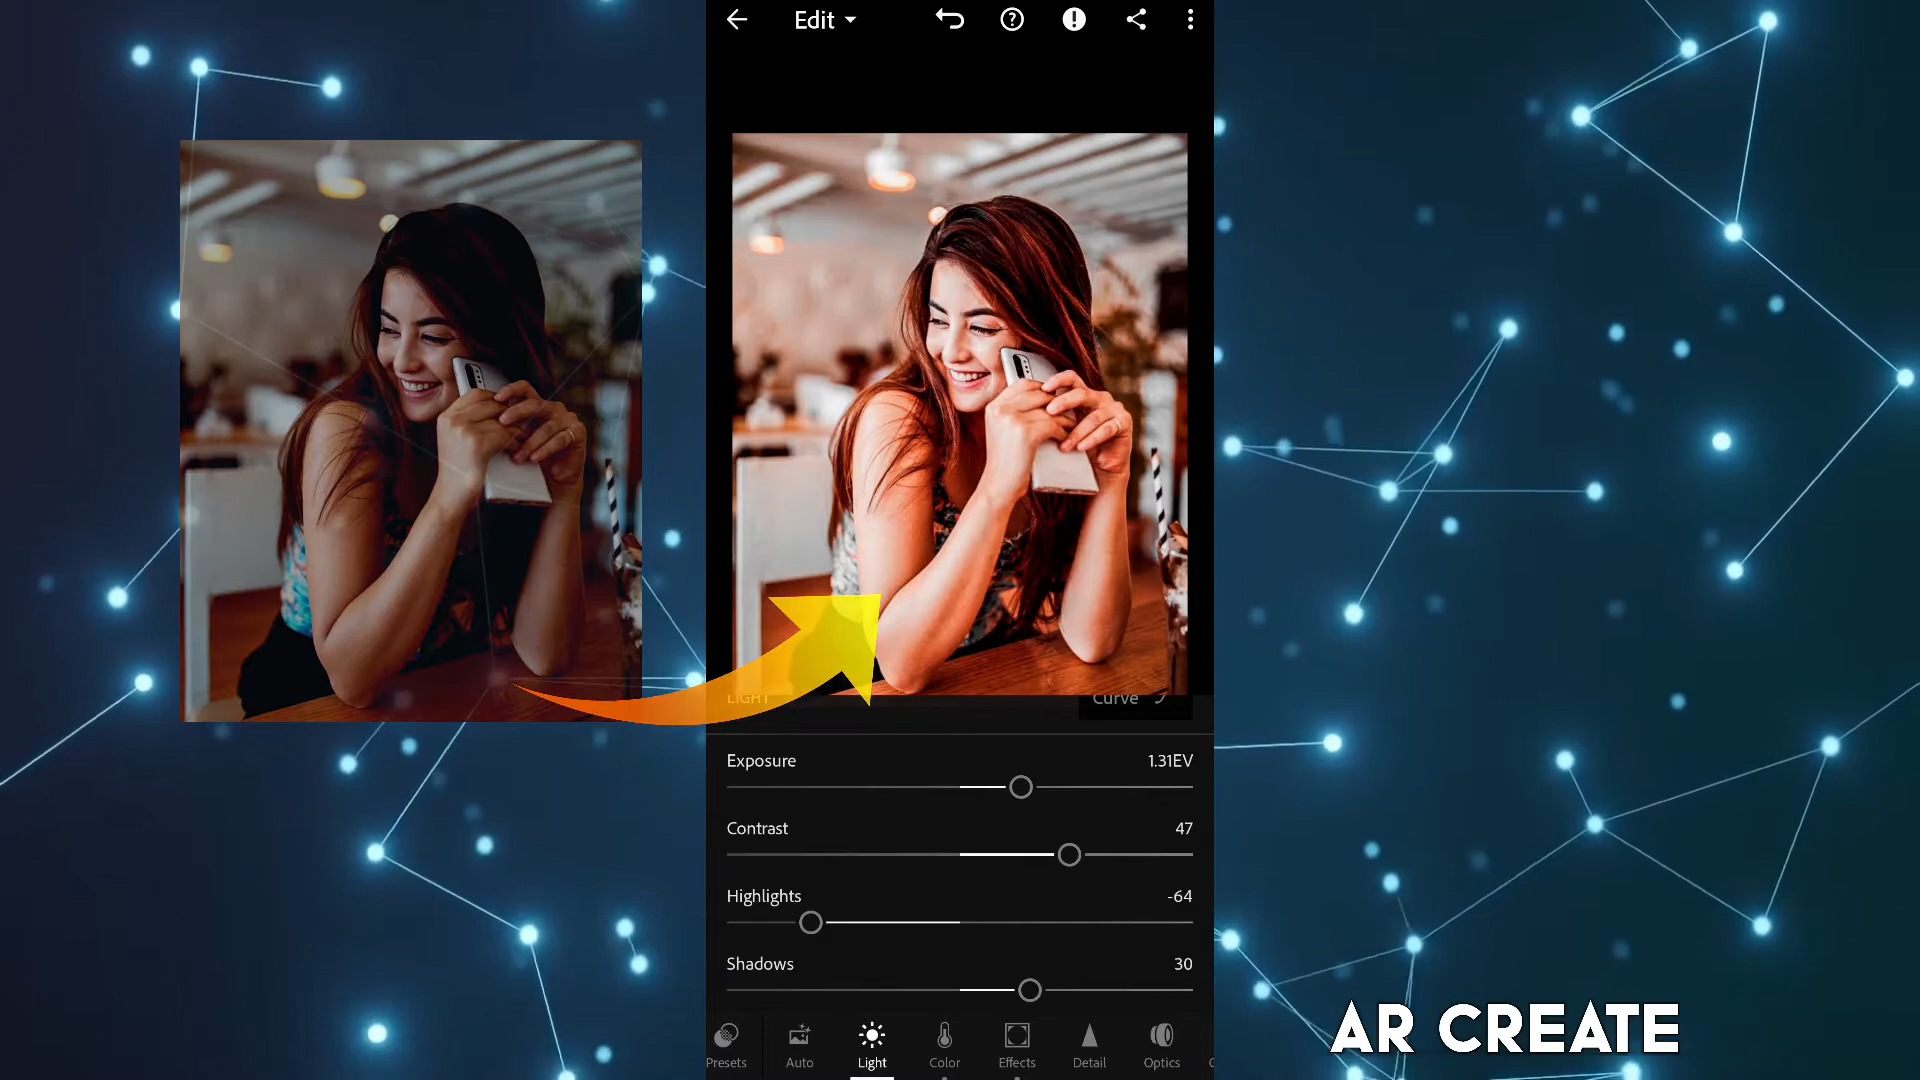 Edit
LIGHT
Curve
Exposure 1.31EV
Contrast 47
Highlights -64
Shadows 30
Presets Auto Light Color Effects Detail Optics
AR CREATE